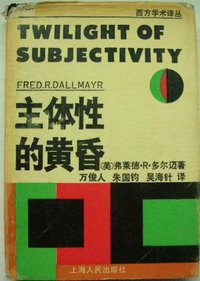 西方学术译丛
TWILIGHT OF
SUBJECTIVITY
FRED.R.DALLMAYR
主体性
的黄昏
(美)弗莱德·R·多尔迈著
万俊人 朱国钧 吴海针 译
上海人民出版社